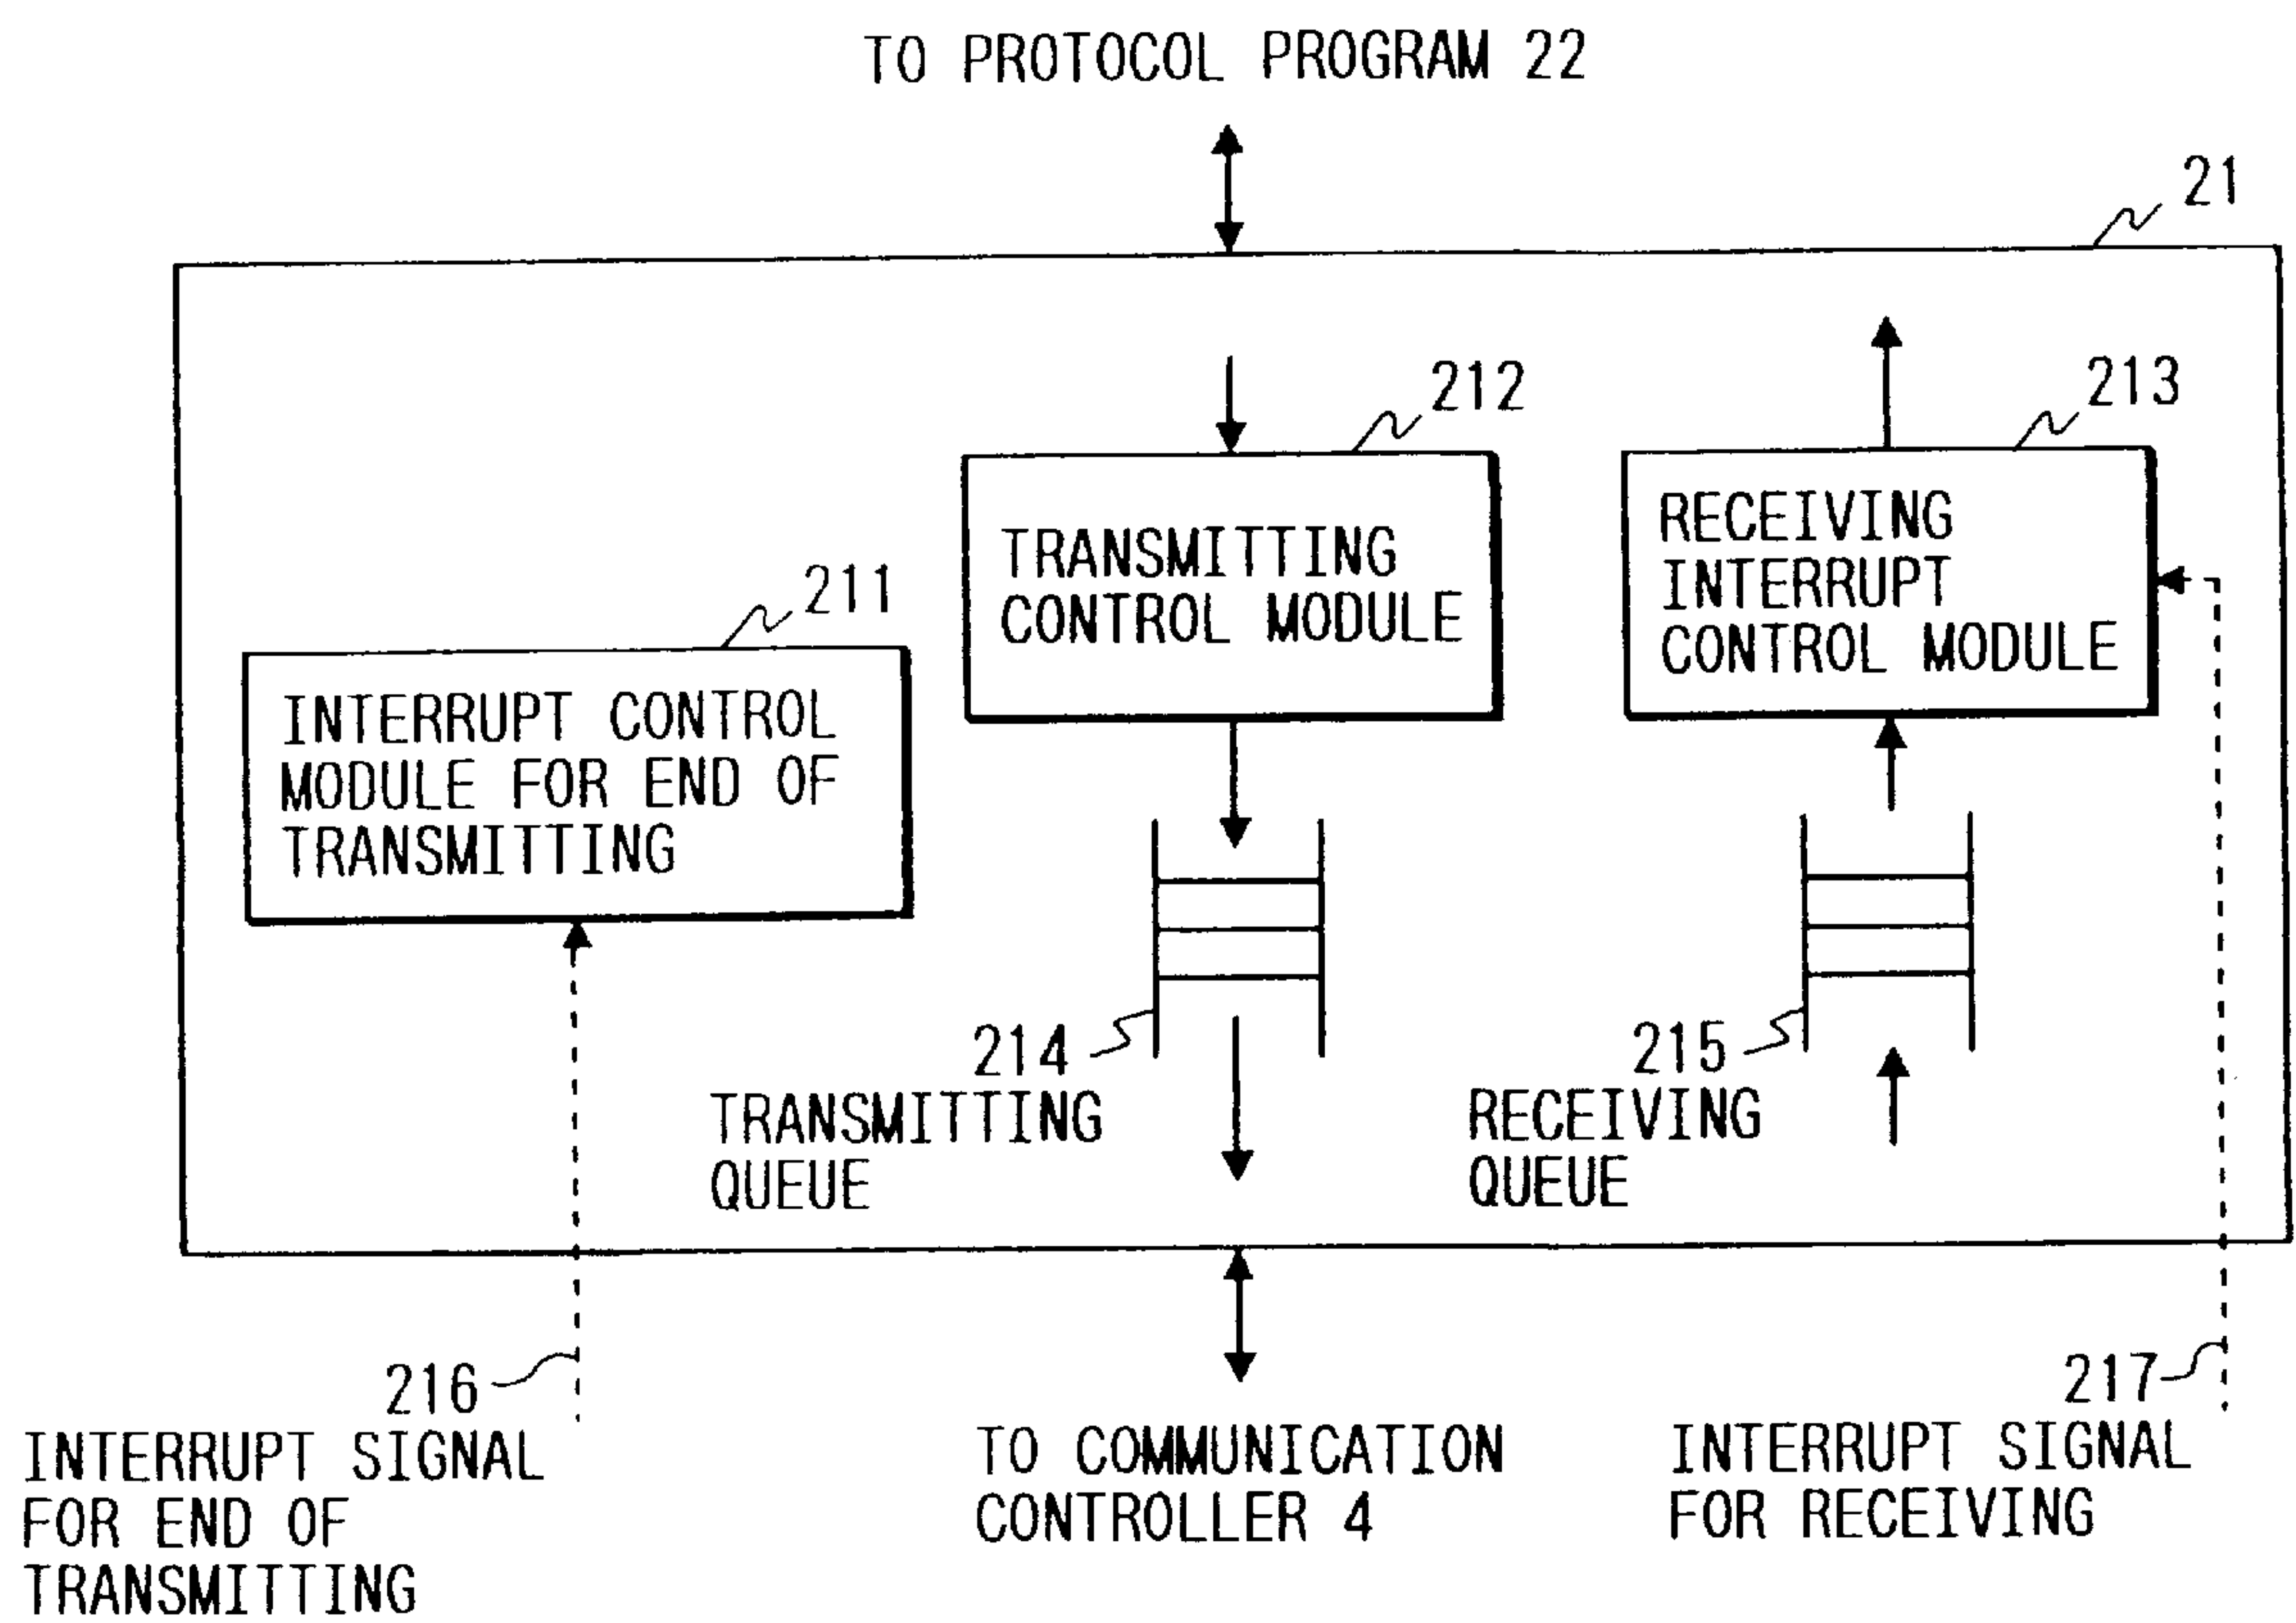 TO PROTOCOL PROGRAM 22
21
212
213
TRANSMITTING
CONTROL MODULE
RECEIVING
INTERRUPT
CONTROL MODULE
211
INTERRUPT CONTROL
MODULE FOR END OF
TRANSMITTING
214
TRANSMITTING
QUEUE
215
RECEIVING
QUEUE
216
INTERRUPT SIGNAL
FOR END OF
TRANSMITTING
TO COMMUNICATION
CONTROLLER 4
217
INTERRUPT SIGNAL
FOR RECEIVING